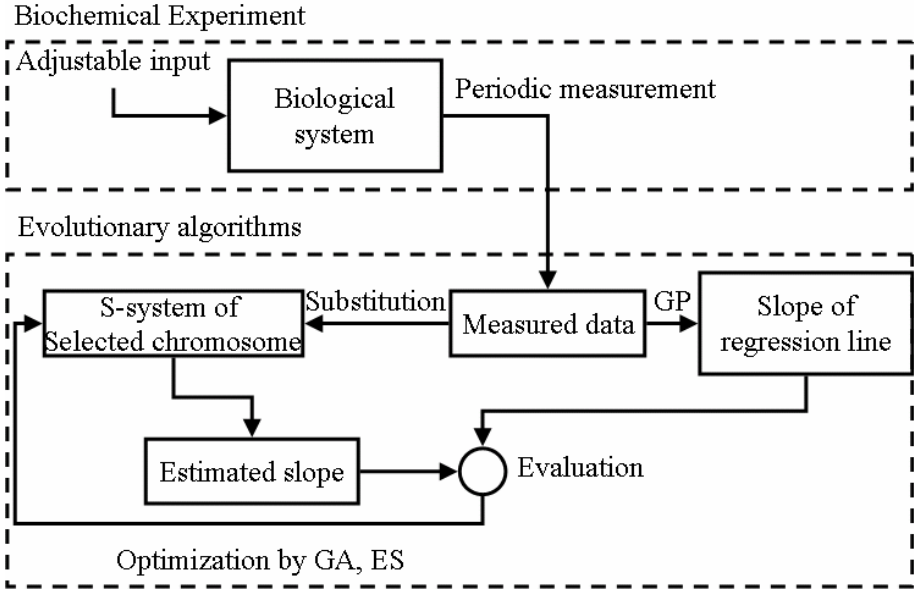 Biochemical Experiment
Adjustable input
Biological
system
Periodic measurement
Evolutionary algorithms
S-system of
Selected chromosome
Substitution
Measured data
GP
Slope of
regression line
Estimated slope
Evaluation
Optimization by GA, ES